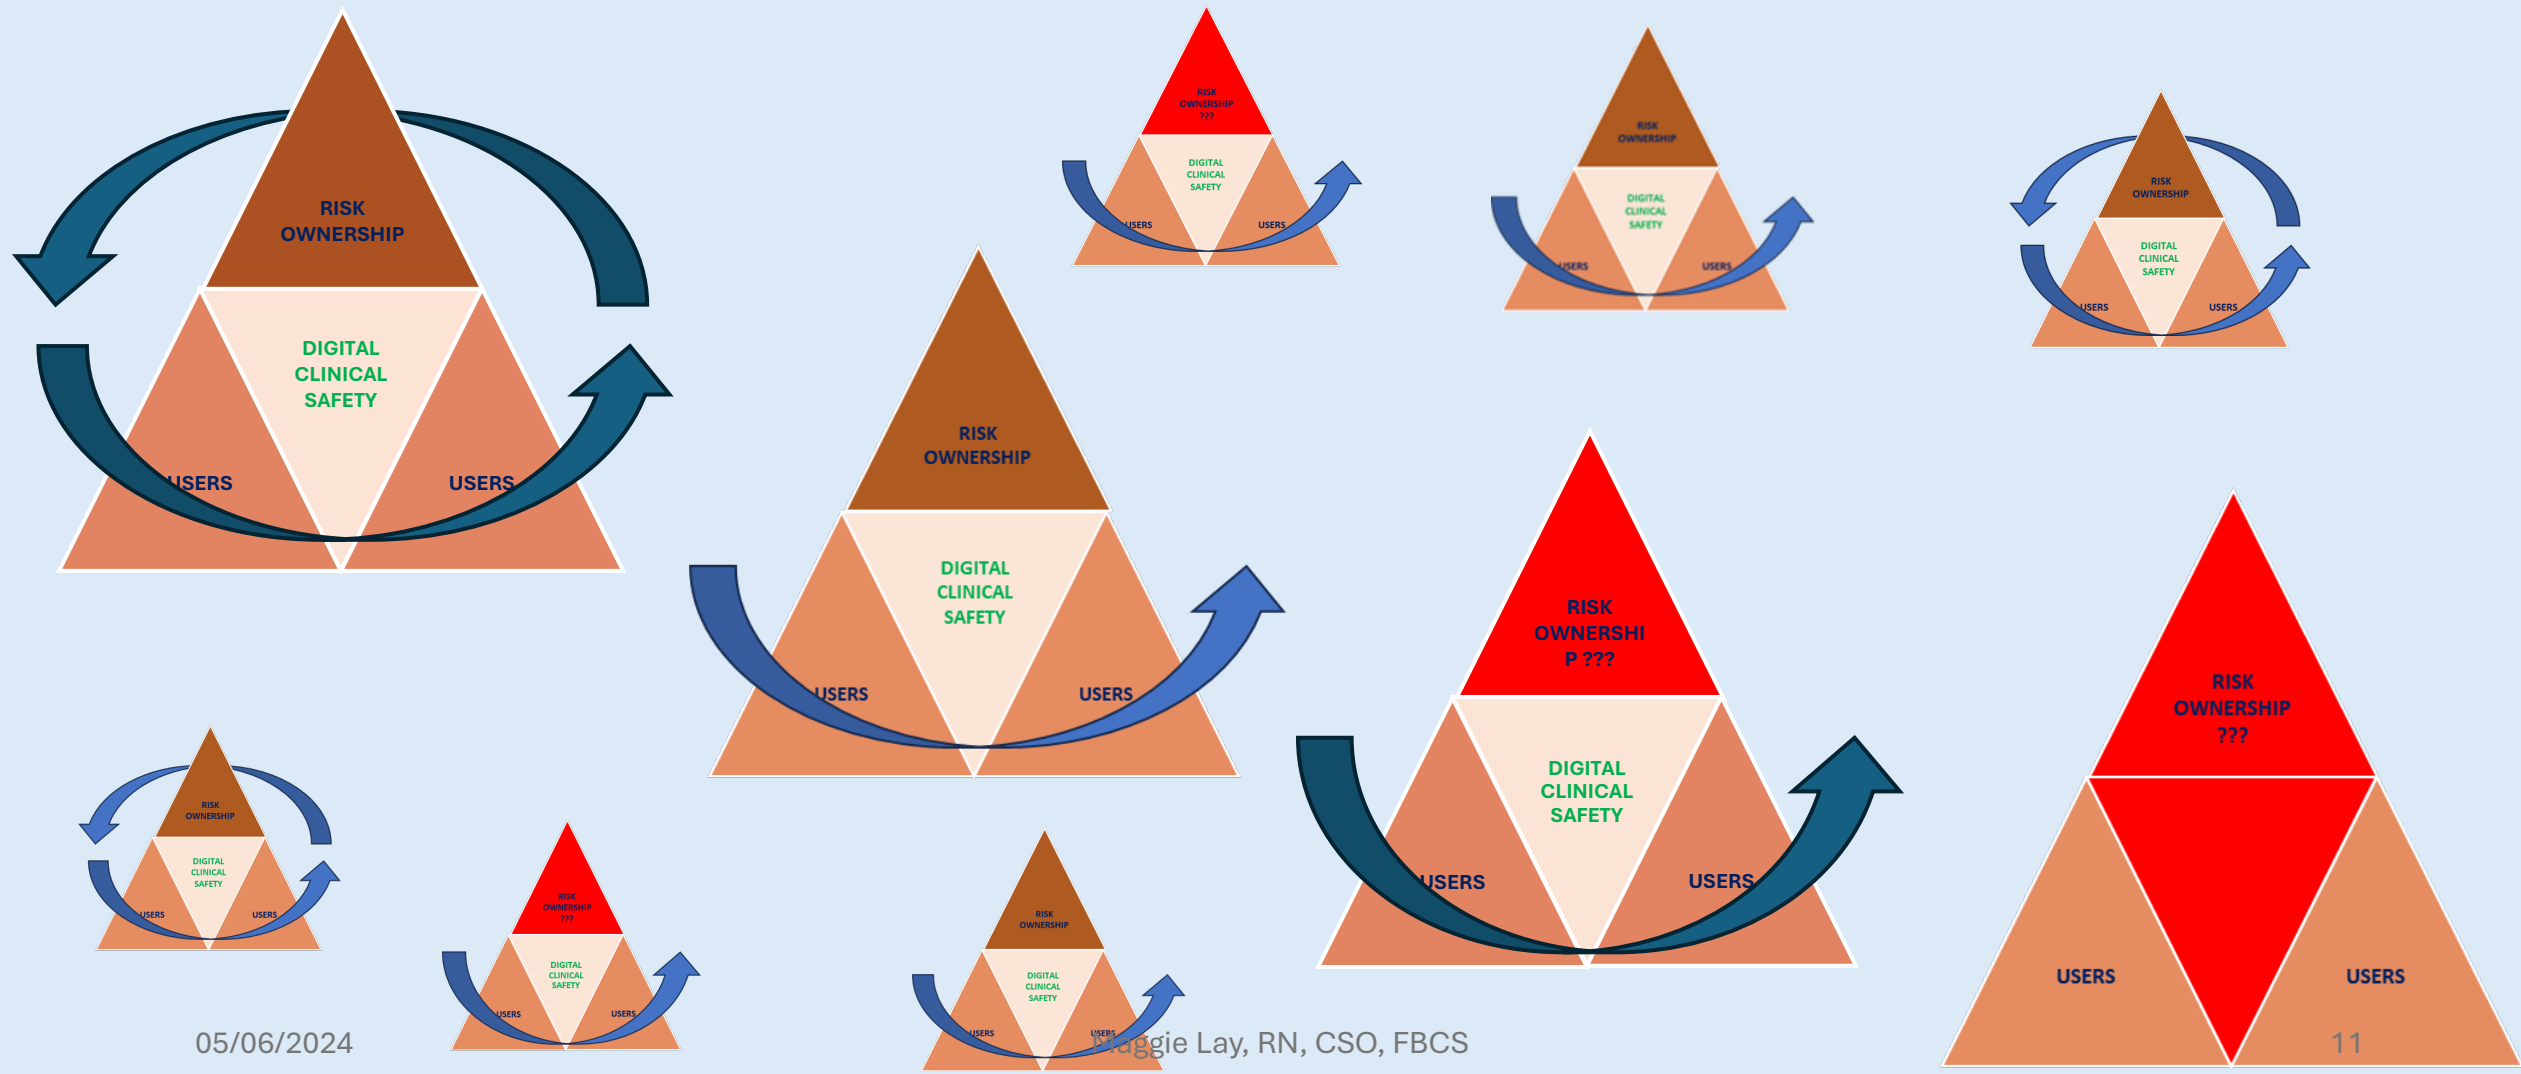 RISK
OWNERSHIP
DIGITAL
CLINICAL
SAFETY
USERS
USERS
RISK
OWNERSHIP
???
DIGITAL
CLINICAL
SAFETY
USERS
USERS
RISK
OWNERSHIP
DIGITAL
CLINICAL
SAFETY
USERS
USERS
RISK
OWNERSHIP
DIGITAL
CLINICAL
SAFETY
USERS
USERS
RISK
OWNERSHIP
DIGITAL
CLINICAL
SAFETY
USERS
USERS
RISK
OWNERSHI
P ???
DIGITAL
CLINICAL
SAFETY
USERS
USERS
RISK
OWNERSHIP
???
USERS
USERS
RISK
OWNERSHIP
DIGITAL
CLINICAL
SAFETY
USERS
USERS
RISK
OWNERSHIP
???
DIGITAL
CLINICAL
SAFETY
USERS
USERS
RISK
OWNERSHIP
DIGITAL
CLINICAL
SAFETY
USERS
USERS
05/06/2024
Maggie Lay, RN, CSO, FBCS
11